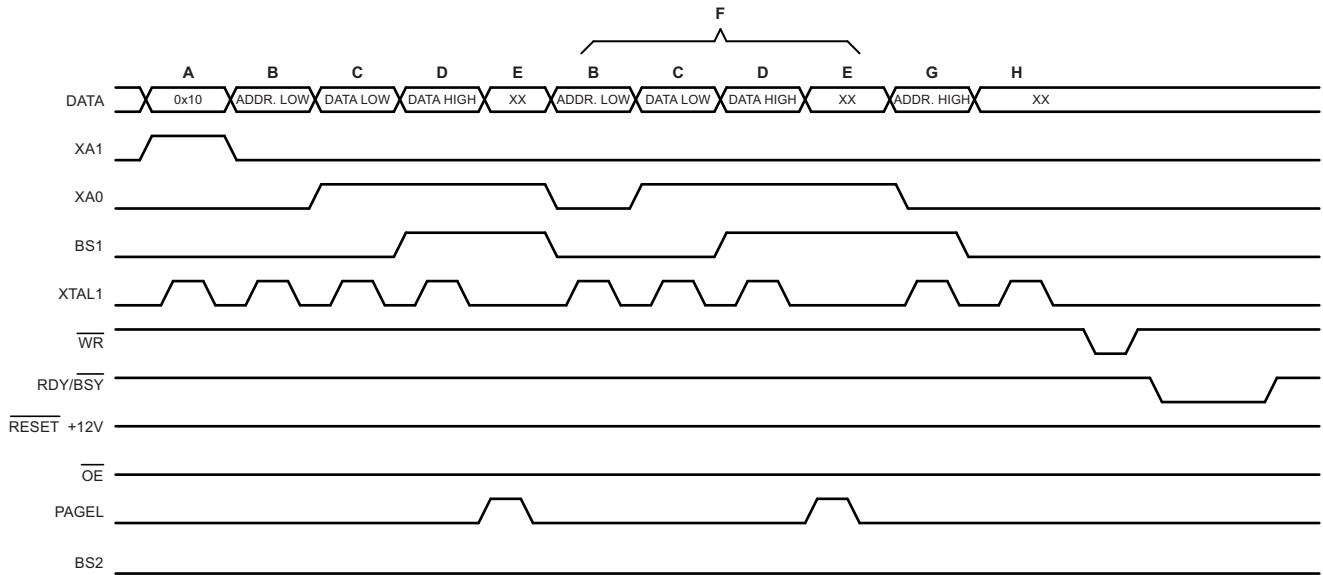 F
A B C D E B C D E G H
DATA 0x10 ADDR. LOW DATA LOW DATA HIGH XX ADDR. LOW DATA LOW DATA HIGH XX ADDR. HIGH XX
XA1
XA0
BS1
XTAL1
WR
RDY/BSY
RESET +12V
OE
PAGEL
BS2